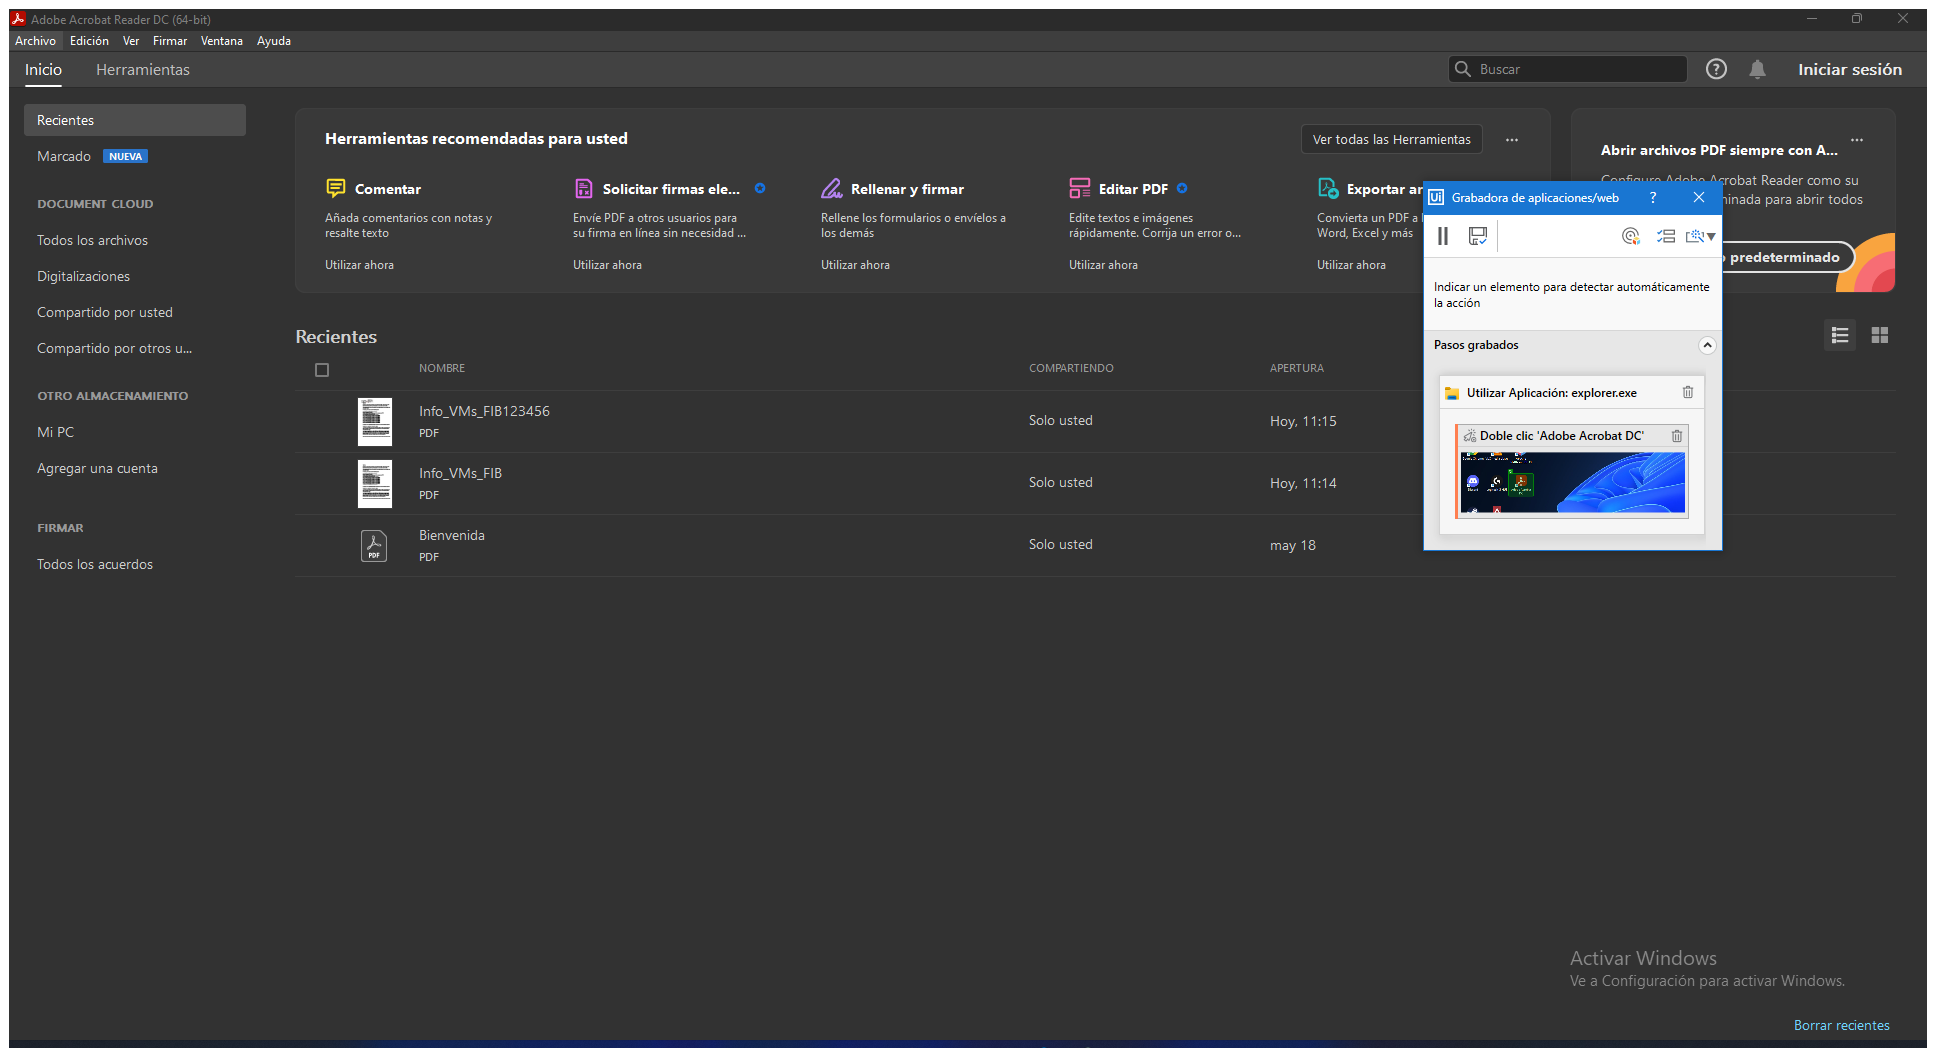 Adobe Acrobat Reader DC (64-bit)
Archivo Edición Ver Firmar Ventana Ayuda
Inicio Herramientas
Buscar
Iniciar sesión
Recientes
Marcado NUEVA
DOCUMENT CLOUD
Todos los archivos
Digitalizaciones
Compartido por usted
Compartido por otros u...
OTRO ALMACENAMIENTO
Mi PC
Agregar una cuenta
FIRMAR
Todos los acuerdos
Herramientas recomendadas para usted
Ver todas las Herramientas
...
Comentar
Añada comentarios con notas y
resalte texto
Utilizar ahora
Solicitar firmas ele...
Envíe PDF a otros usuarios para
su firma en línea sin necesidad ...
Utilizar ahora
Rellenar y firmar
Rellene los formularios o envíelos a
los demás
Utilizar ahora
Editar PDF
Edite textos e imágenes
rápidamente. Corrija un error o...
Utilizar ahora
Exportar
Convierta un PDF a
Word, Excel y más
Utilizar ahora
Abrir archivos PDF siempre con A...
...
Configure Adobe Acrobat Reader como su
para abrir todos
predeterminado
Ui Grabadora de aplicaciones/web ?
Indicar un elemento para detectar automáticamente
la acción
Pasos grabados
Utilizar Aplicación: explorer.exe
Doble clic 'Adobe Acrobat DC'
Recientes
NOMBRE COMPARTIENDO APERTURA
Info_VMs_FIB123456
PDF
Solo usted
Hoy, 11:15
Info_VMs_FIB
PDF
Solo usted
Hoy, 11:14
PDF
Bienvenida
PDF
Solo usted
may 18
Activar Windows
Ve a Configuración para activar Windows.
Borrar recientes